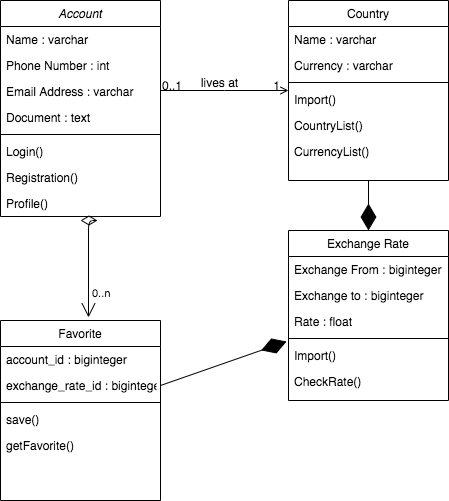 Account
Name : varchar
Phone Number : int
Email Address : varchar
Document : text
Login()
Registration()
Profile()
0..1
lives at
1
Country
Name : varchar
Currency : varchar
Import()
CountryList()
CurrencyList()
0..n
Exchange Rate
Exchange From : biginteger
Exchange to : biginteger
Rate : float
Import()
CheckRate()
Favorite
account_id : biginteger
exchange_rate_id : bigintege
save()
getFavorite()